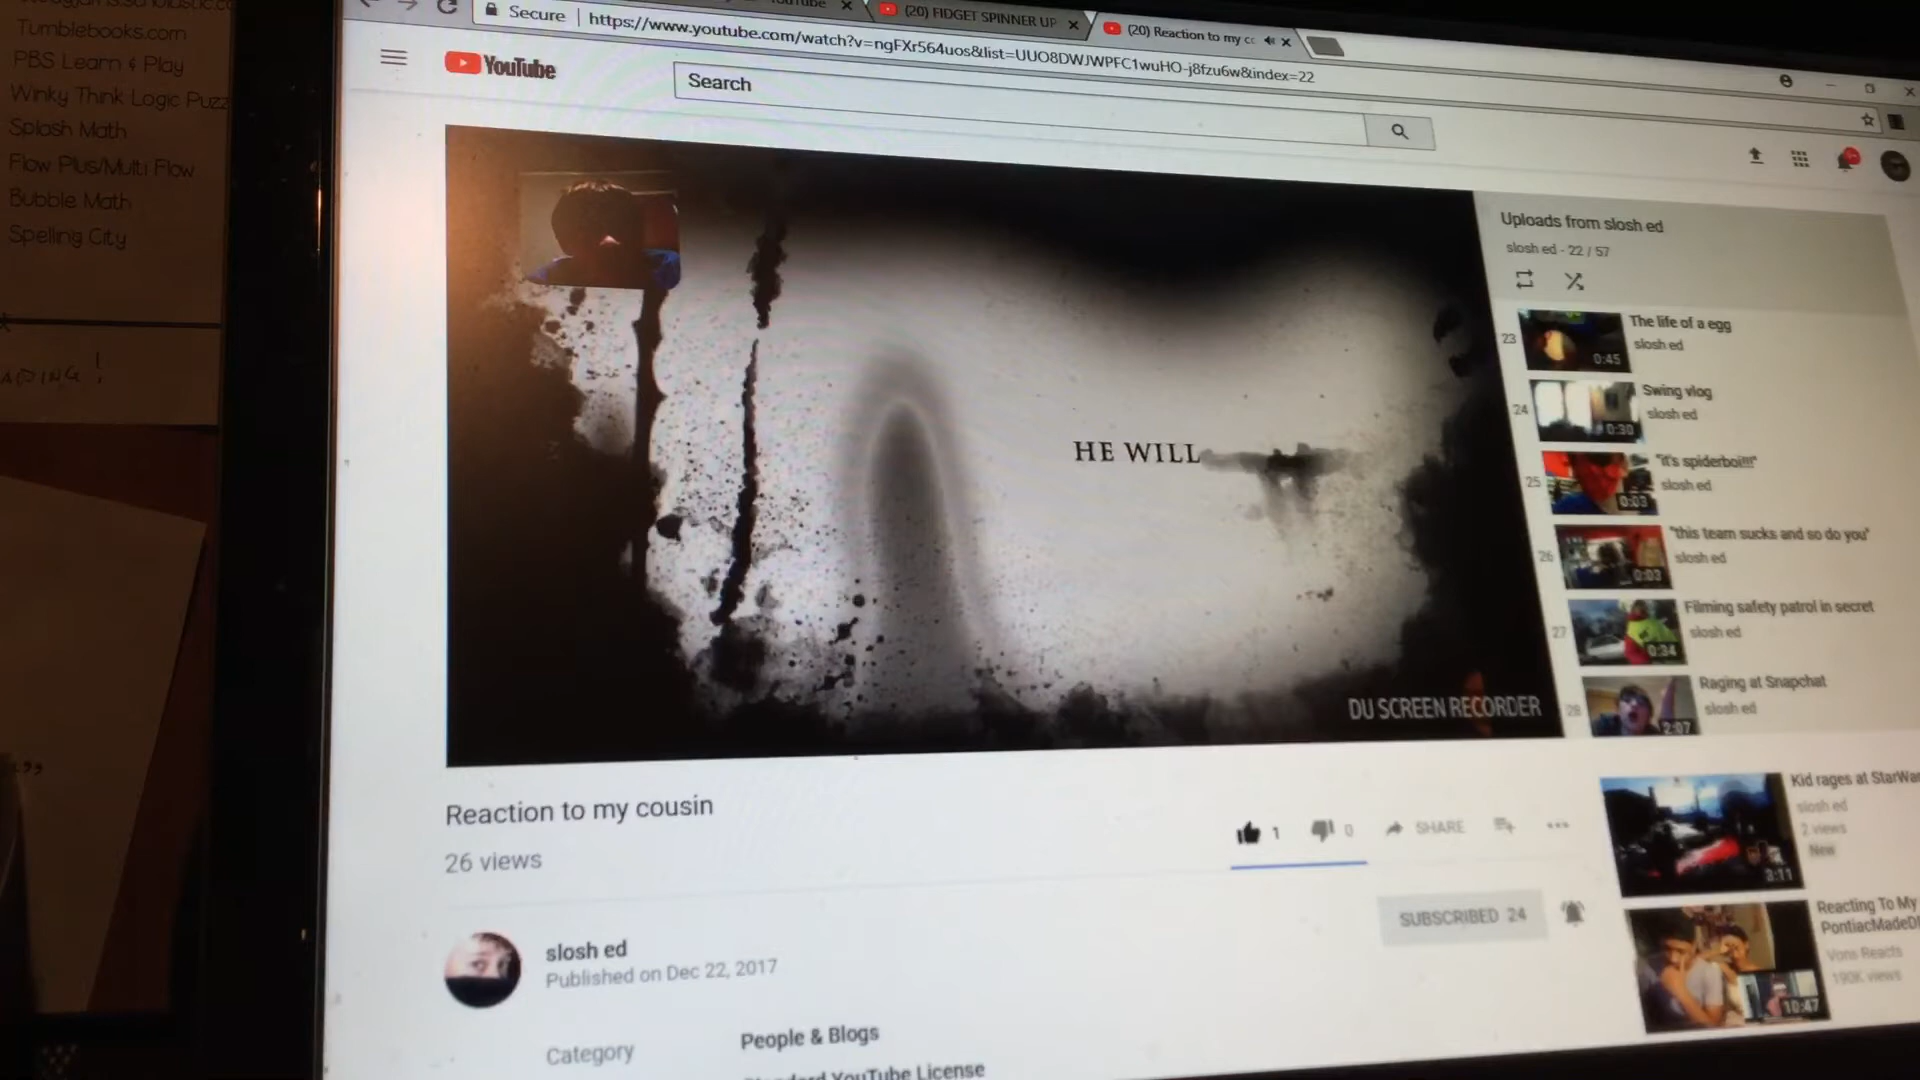 Tumblebooks.com
PBS Learn & Play
Winky Think Logic Puzz
Splash Math
Flow Plus/Multi Flow
Bubble Math
Spelling City
ADING!
(20) FIDGET SPINNER UP
(20) Reaction to my co
Secure | https://www.youtube.com/watch?v=ngFXr564uos&list=UUO8DWJWPFC1wuHO-j8fzu6w&index=22
YouTube
Search
HE WILL
DU SCREEN RECORDER
Uploads from slosh ed
slosh ed - 22 / 57
23
The life of a egg
slosh ed
0:45
24
Swing vlog
slosh ed
0:30
25
"it's spiderboi!!!"
slosh ed
0:03
26
"this team sucks and so do you"
slosh ed
0:03
27
Filming safety patrol in secret
slosh ed
0:34
28
Raging at Snapchat
slosh ed
2:07
Reaction to my cousin
26 views
1
0
SHARE
slosh ed
Published on Dec 22, 2017
SUBSCRIBED 24
Category
People & Blogs
Standard YouTube License
Kid rages at StarWa
slosh ed
2 views
New
3:11
Reacting To My
PontiacMadeD
Vons Reacts
190K views
10:47